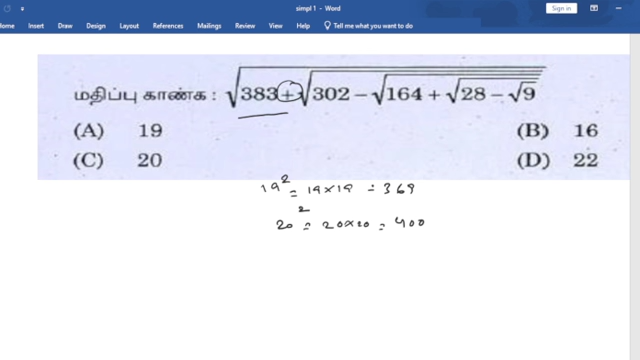 simpl 1 - Word
Sign in
Home Insert Draw Design Layout References Mailings Review View Help Tell me what you want to do
மதிப்பு காண்க : √383 + √302 − √164 + √28 − √9
(A) 19 (B) 16
(C) 20 (D) 22
19² = 19 × 19 = 369
20² = 20 × 20 = 400